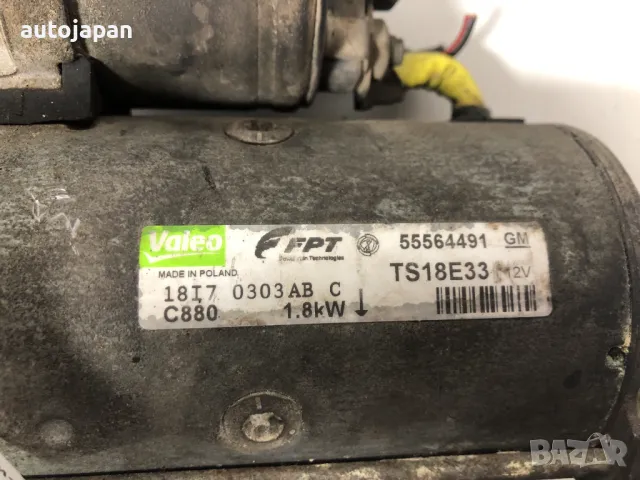 autojapan
Valeo FPT 55564491 GM
Powertrain Technologies
MADE IN POLAND TS18E33 12V
18I7 0303AB C
C880 1.8kW ↓
BAZAR